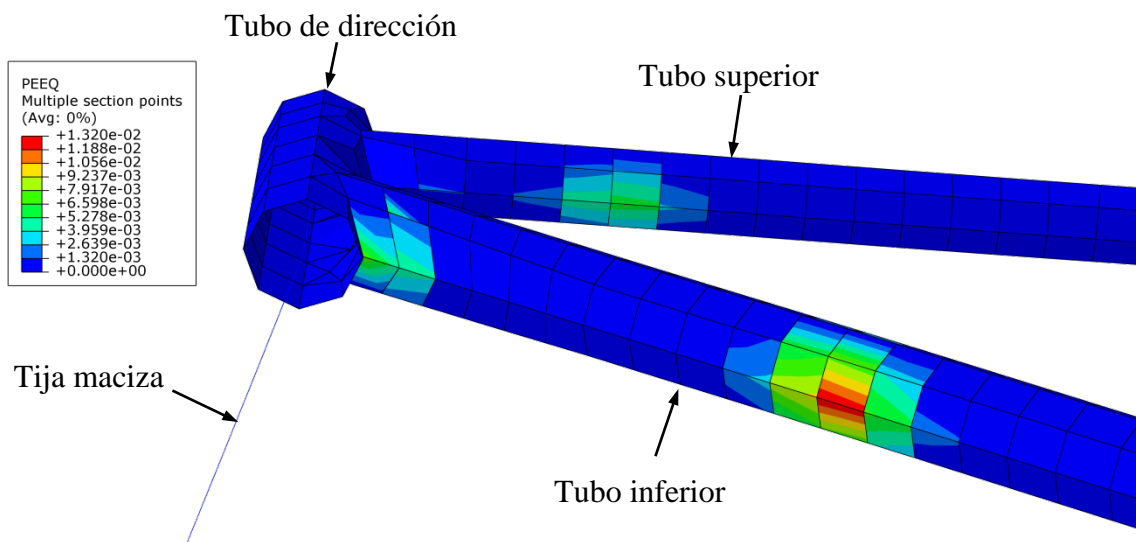 Tubo de dirección
Tubo superior
PEEQ
Multiple section points
(Avg: 0%)
+1.320e-02
+1.188e-02
+1.056e-02
+9.237e-03
+7.917e-03
+6.598e-03
+5.278e-03
+3.959e-03
+2.639e-03
+1.320e-03
+0.000e+00
Tija maciza
Tubo inferior